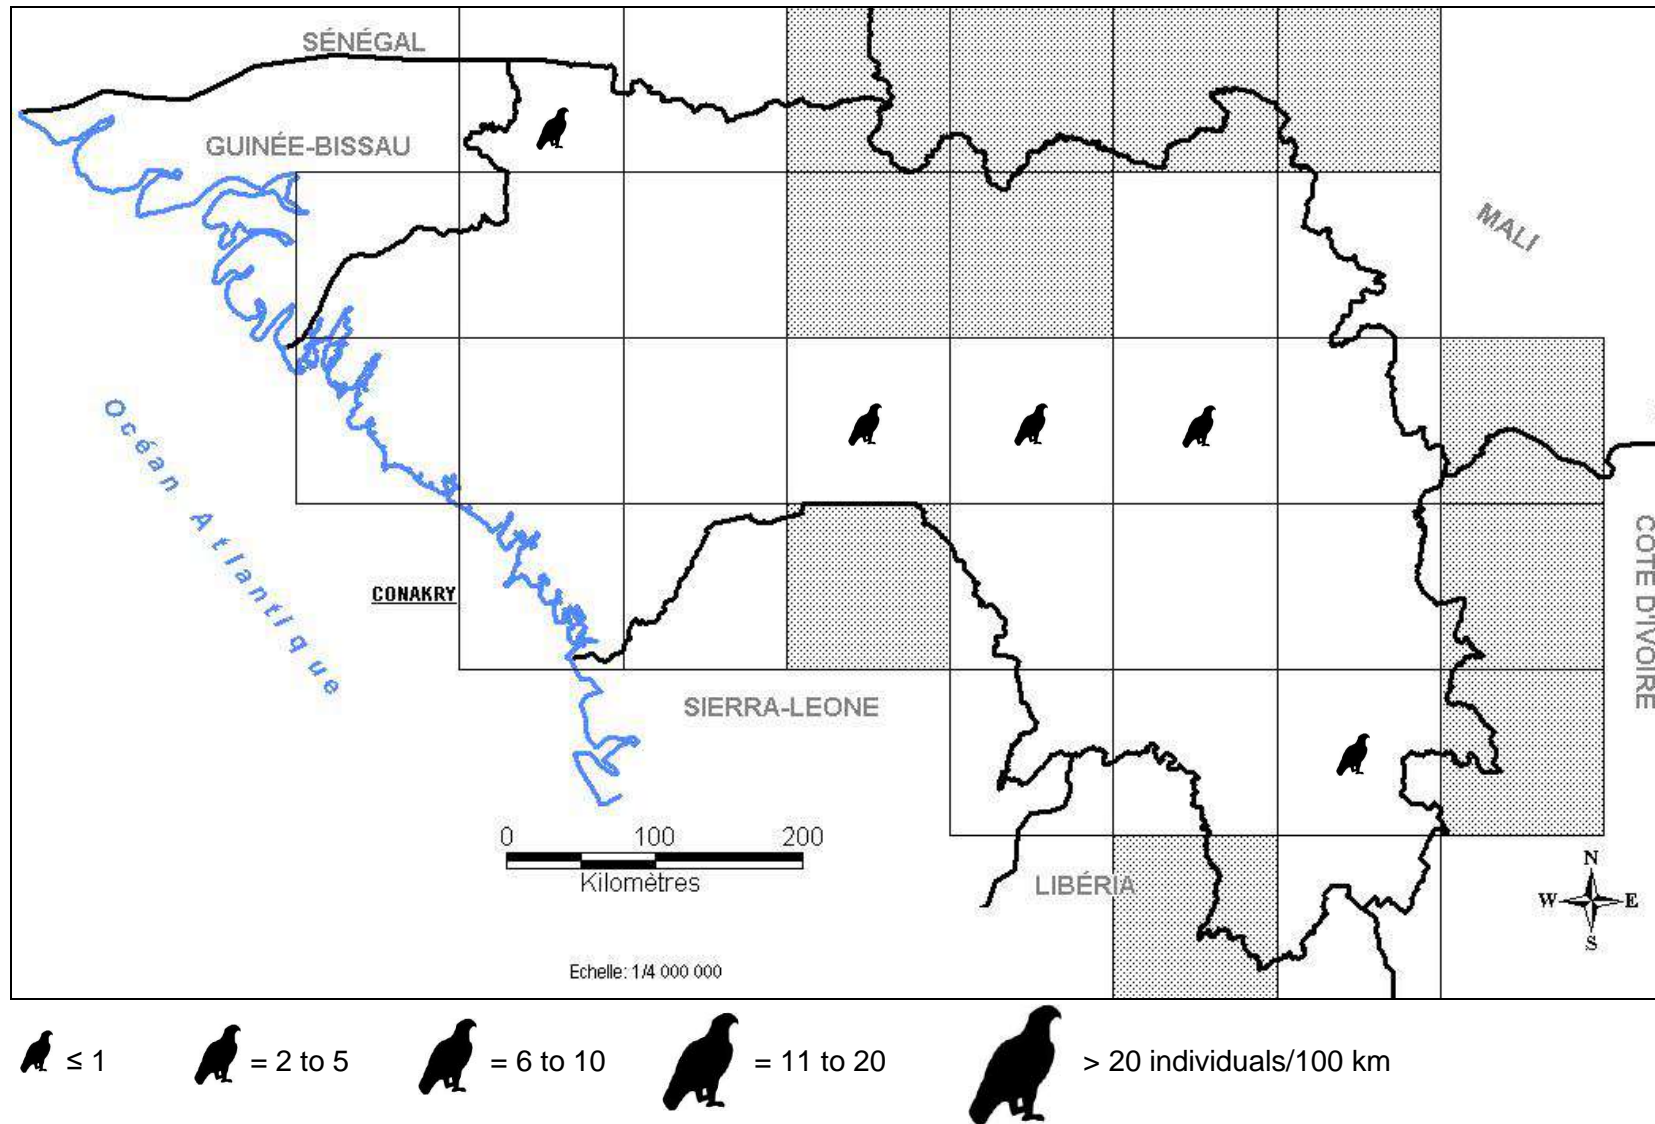 SÉNÉGAL
GUINÉE-BISSAU
MALI
Océan Atlantique
CONAKRY
COTE D'IVOIRE
SIERRA-LEONE
0 100 200
Kilomètres
LIBÉRIA
N
W E
S
Echelle: 1/4 000 000
≤ 1 = 2 to 5 = 6 to 10 = 11 to 20 > 20 individuals/100 km